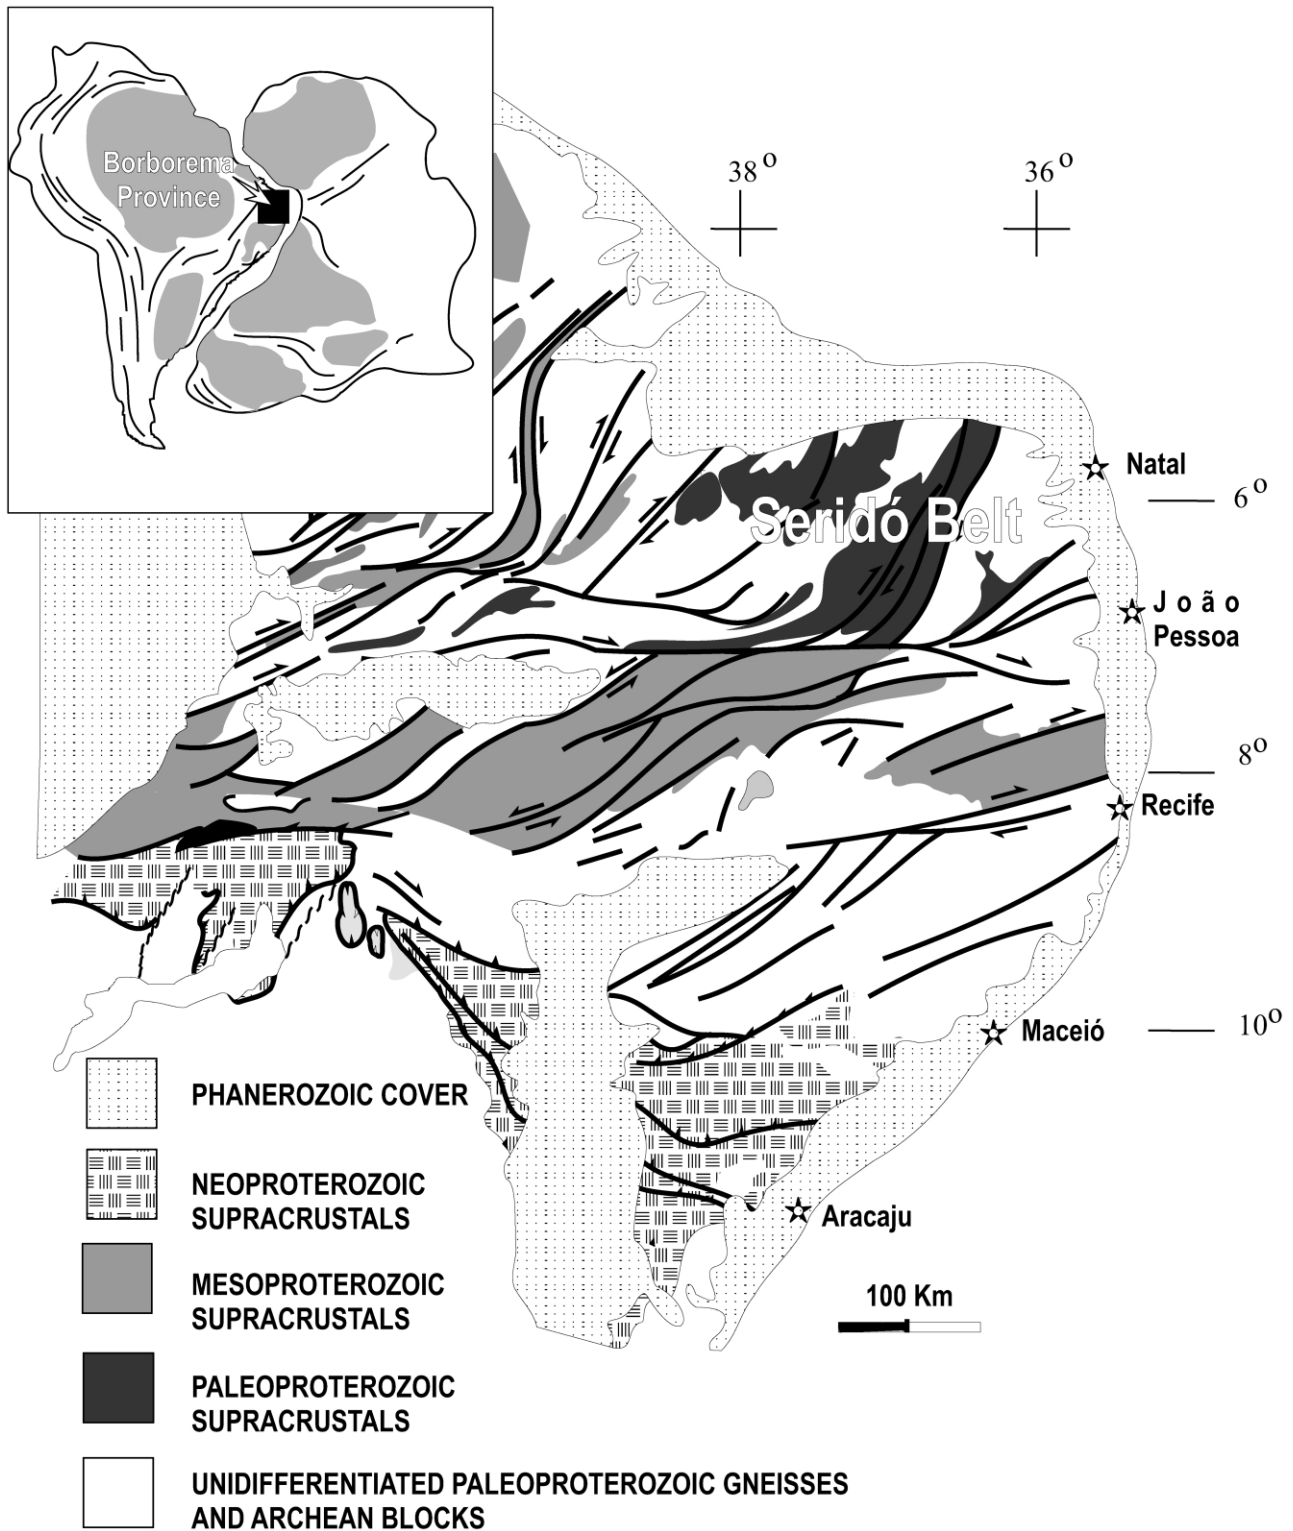 Borborema
Province
38°
36°
Natal
6°
Seridó Belt
João
Pessoa
8°
Recife
10°
Maceió
Aracaju
100 Km
PHANEROZOIC COVER
NEOPROTEROZOIC
SUPRACRUSTALS
MESOPROTEROZOIC
SUPRACRUSTALS
PALEOPROTEROZOIC
SUPRACRUSTALS
UNIDIFFERENTIATED PALEOPROTEROZOIC GNEISSES
AND ARCHEAN BLOCKS